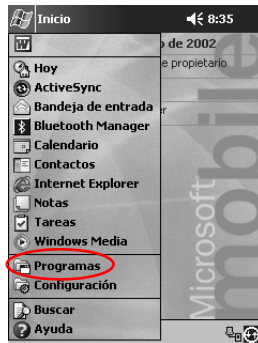 Inicio 8:35
o de 2002
Hoy
e propietario
ActiveSync
Bandeja de entrada
Bluetooth Manager
Calendario
Contactos
Internet Explorer
Notas
Tareas
Windows Media
Programas
Configuración
Buscar
Ayuda
Microsoft
mobile